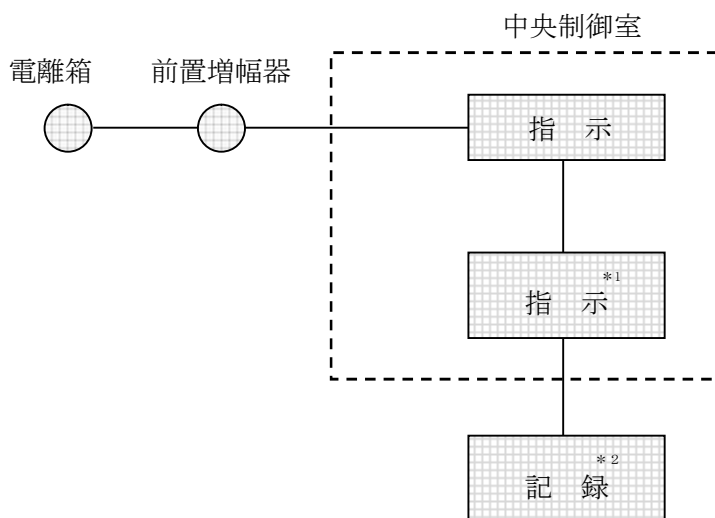 中央制御室
電離箱
前置増幅器
指 示
指 示*1
記 録*2